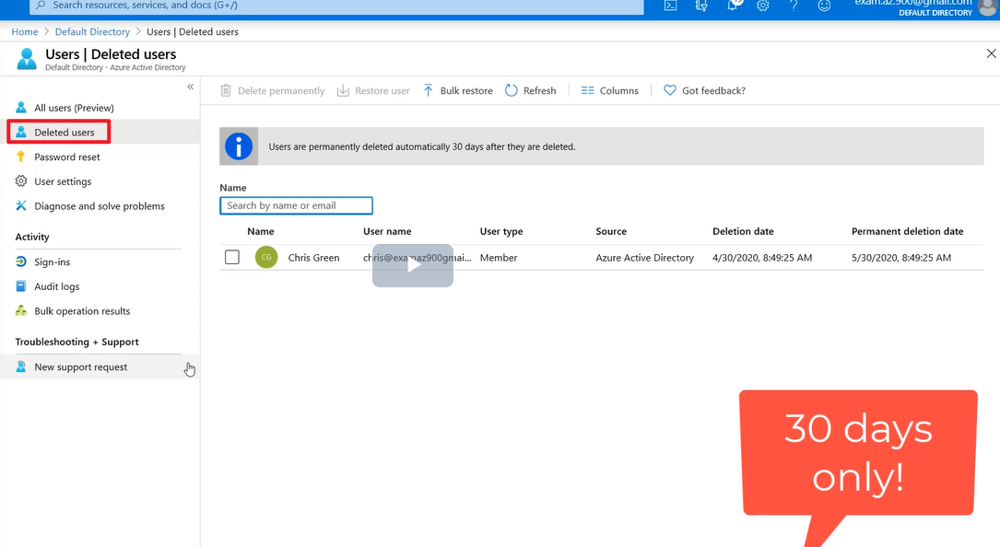 Search resources, services, and docs (G+/)
exam.az.900@gmail.com
DEFAULT DIRECTORY
Home > Default Directory > Users | Deleted users
Users | Deleted users
Default Directory - Azure Active Directory
All users (Preview)
Deleted users
Password reset
User settings
Diagnose and solve problems
Activity
Sign-ins
Audit logs
Bulk operation results
Troubleshooting + Support
New support request
Delete permanently Restore user Bulk restore Refresh Columns Got feedback?
Users are permanently deleted automatically 30 days after they are deleted.
Name
Search by name or email
Name User name User type Source Deletion date Permanent deletion date
CG Chris Green chris@examaz900gmai... Member Azure Active Directory 4/30/2020, 8:49:25 AM 5/30/2020, 8:49:25 AM
30 days
only!